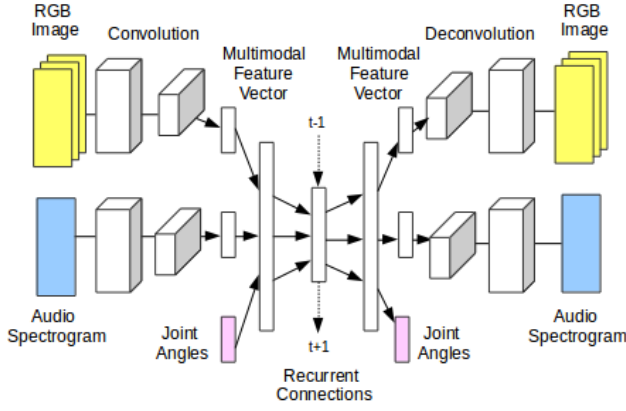 RGB
Image
Convolution
Multimodal
Feature
Vector
Multimodal
Feature
Vector
Deconvolution
RGB
Image
t-1
Audio
Spectrogram
Joint
Angles
t+1
Recurrent
Connections
Joint
Angles
Audio
Spectrogram